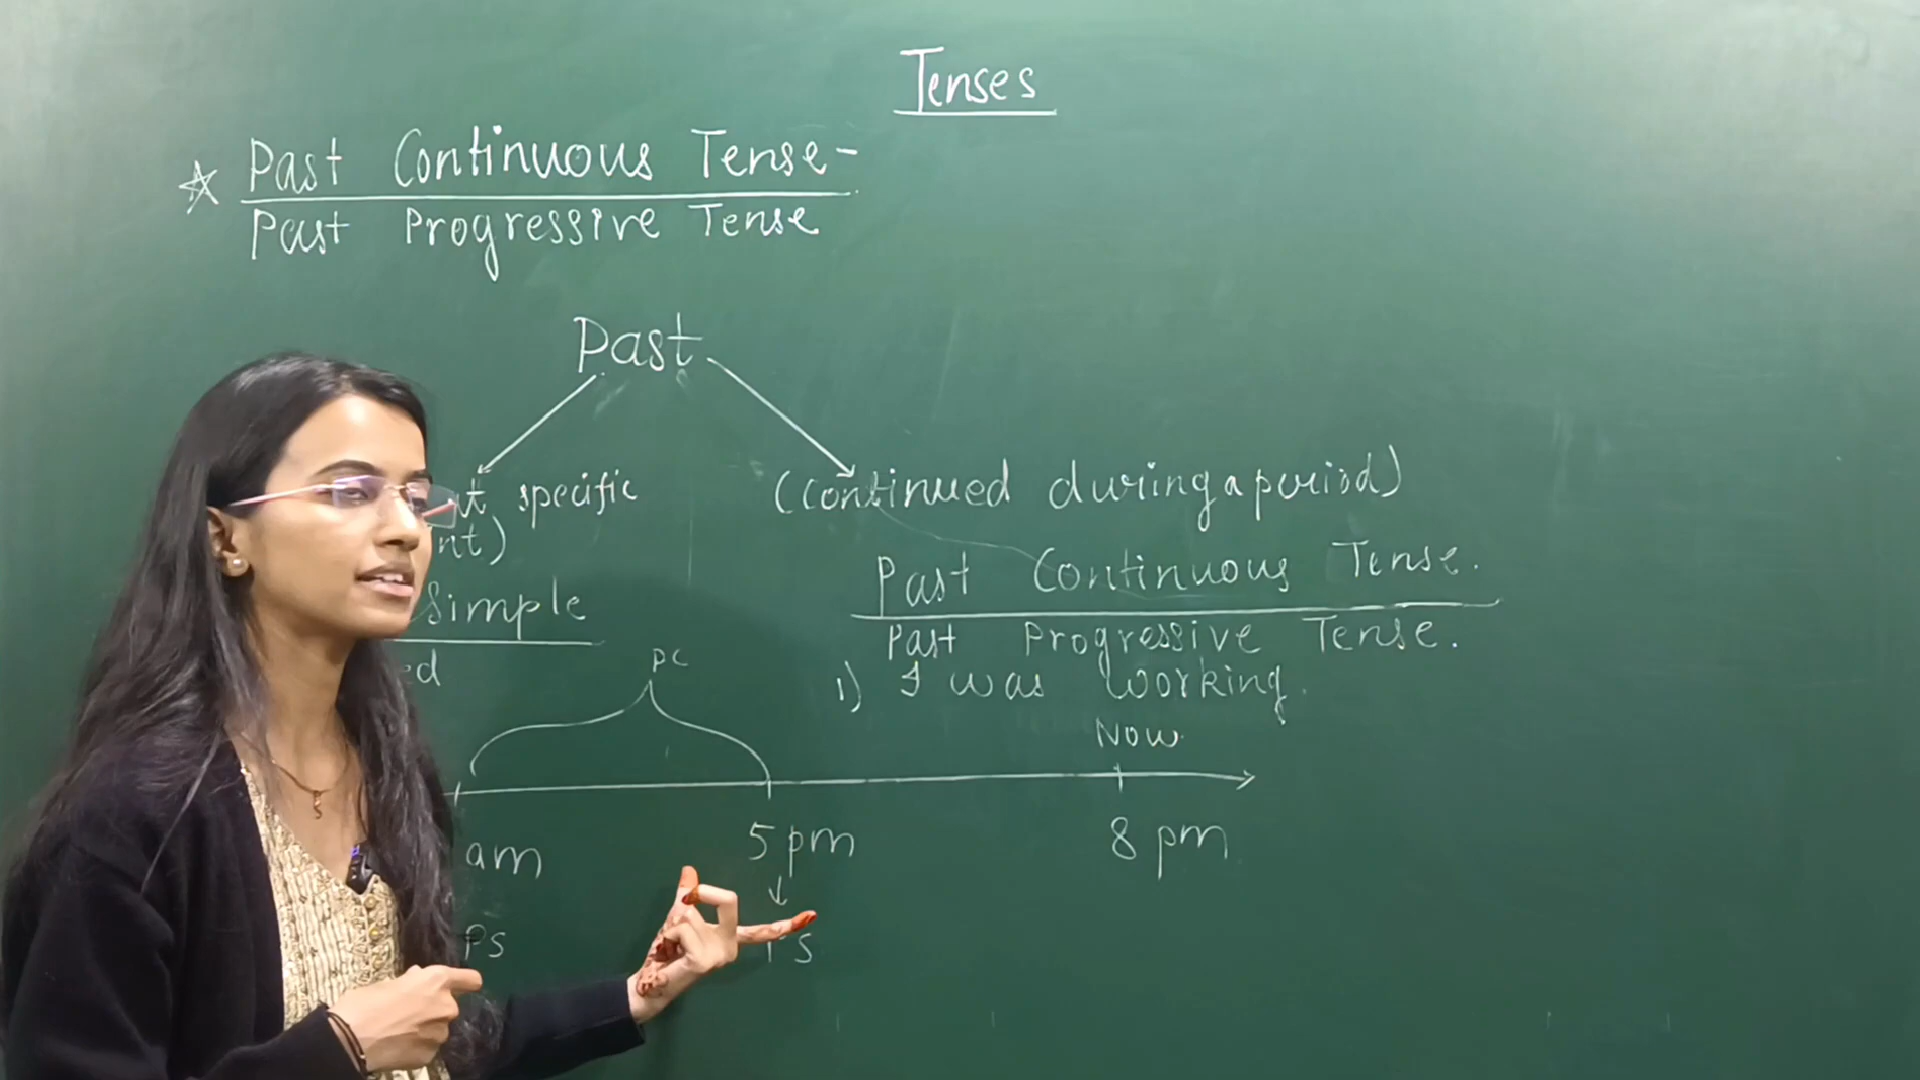 Tenses
Past Continuous Tense-
Past Progressive Tense
Past
specific
(continued during a period)
Simple
Past Continuous Tense.
Past Progressive Tense.
1) I was working.
PC
Now
am 5 pm 8 pm
PS